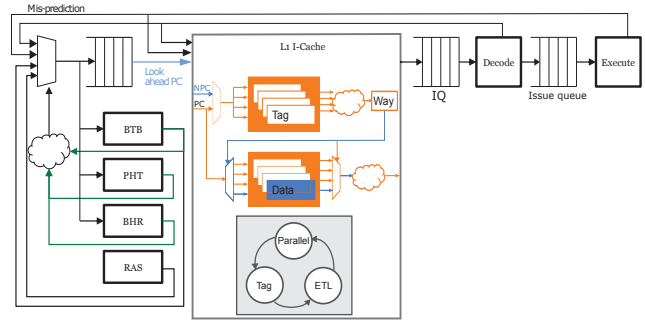 Mis-prediction
L1 I-Cache
Look
ahead PC
NPC
PC
Tag
Way
IQ
Decode
Issue queue
Execute
BTB
PHT
BHR
RAS
Data
Parallel
Tag
ETL